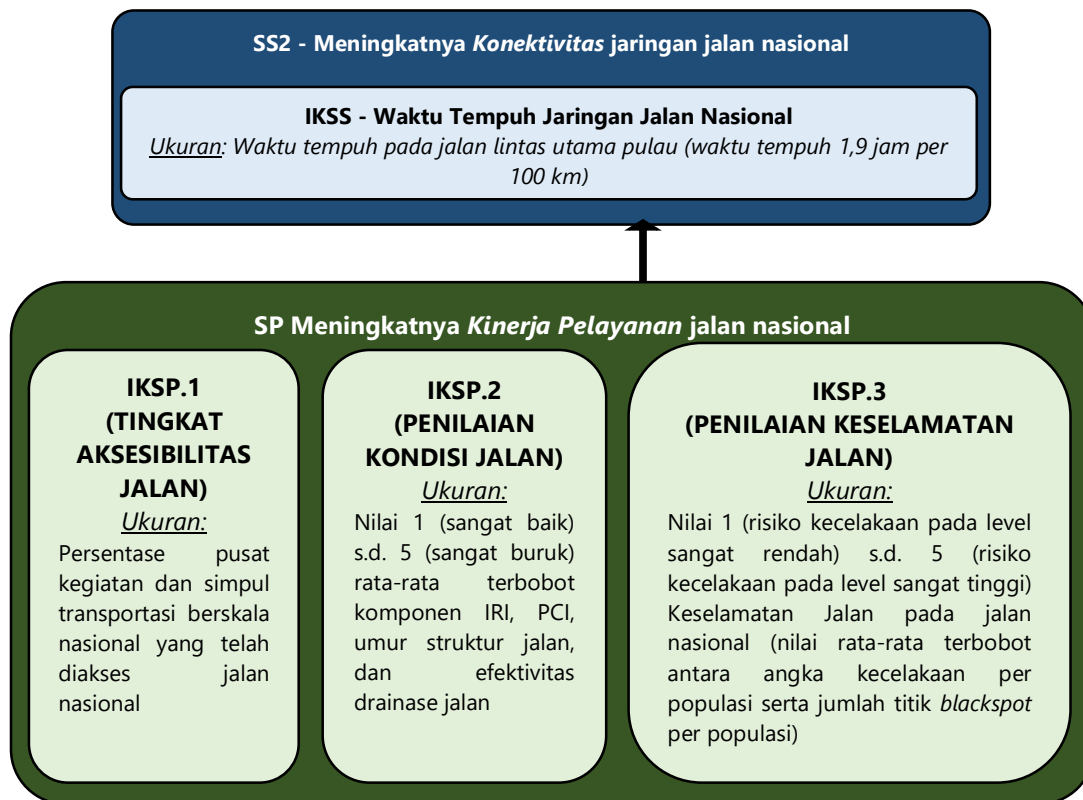 SS2 - Meningkatnya Konektivitas jaringan jalan nasional
IKSS - Waktu Tempuh Jaringan Jalan Nasional
Ukuran: Waktu tempuh pada jalan lintas utama pulau (waktu tempuh 1,9 jam per
100 km)
SP Meningkatnya Kinerja Pelayanan jalan nasional
IKSP.1
(TINGKAT
AKSESIBILITAS
JALAN)
Ukuran:
Persentase pusat
kegiatan dan simpul
transportasi berskala
nasional yang telah
diakses jalan
nasional
IKSP.2
(PENILAIAN
KONDISI JALAN)
Ukuran:
Nilai 1 (sangat baik)
s.d. 5 (sangat buruk)
rata-rata terbobot
komponen IRI, PCI,
umur struktur jalan,
dan efektivitas
drainase jalan
IKSP.3
(PENILAIAN KESELAMATAN
JALAN)
Ukuran:
Nilai 1 (risiko kecelakaan pada level
sangat rendah) s.d. 5 (risiko
kecelakaan pada level sangat tinggi)
Keselamatan Jalan pada jalan
nasional (nilai rata-rata terbobot
antara angka kecelakaan per
populasi serta jumlah titik blackspot
per populasi)